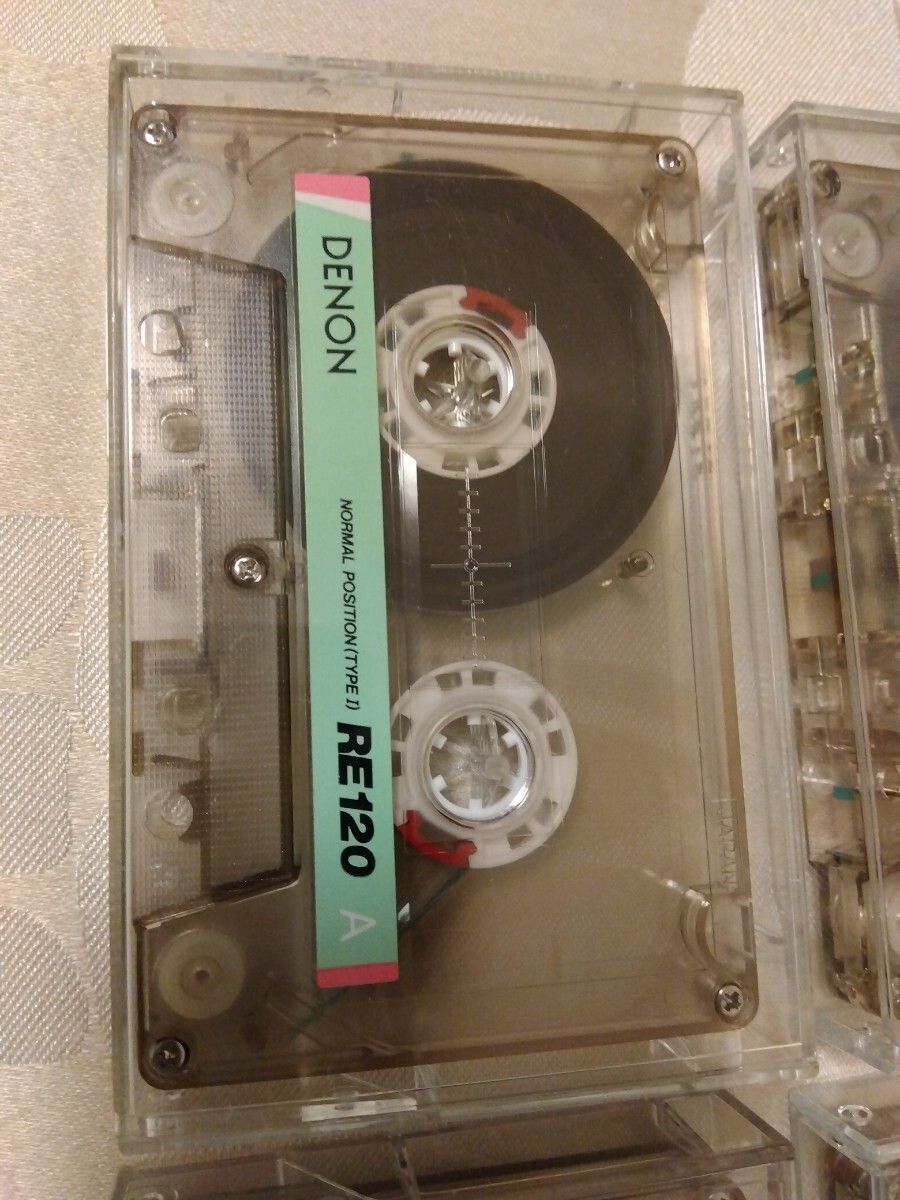 DENON
NORMAL POSITION (TYPE I) RE120 A
JAPAN